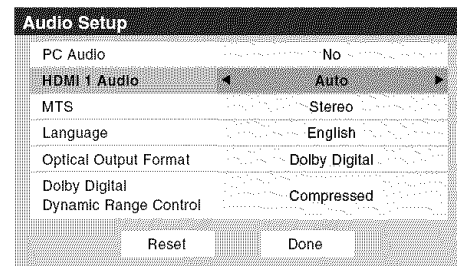 Audio Setup
PC Audio No
HDMI 1 Audio ◄ Auto ►
MTS Stereo
Language English
Optical Output Format Dolby Digital
Dolby Digital
Dynamic Range Control Compressed
Reset Done